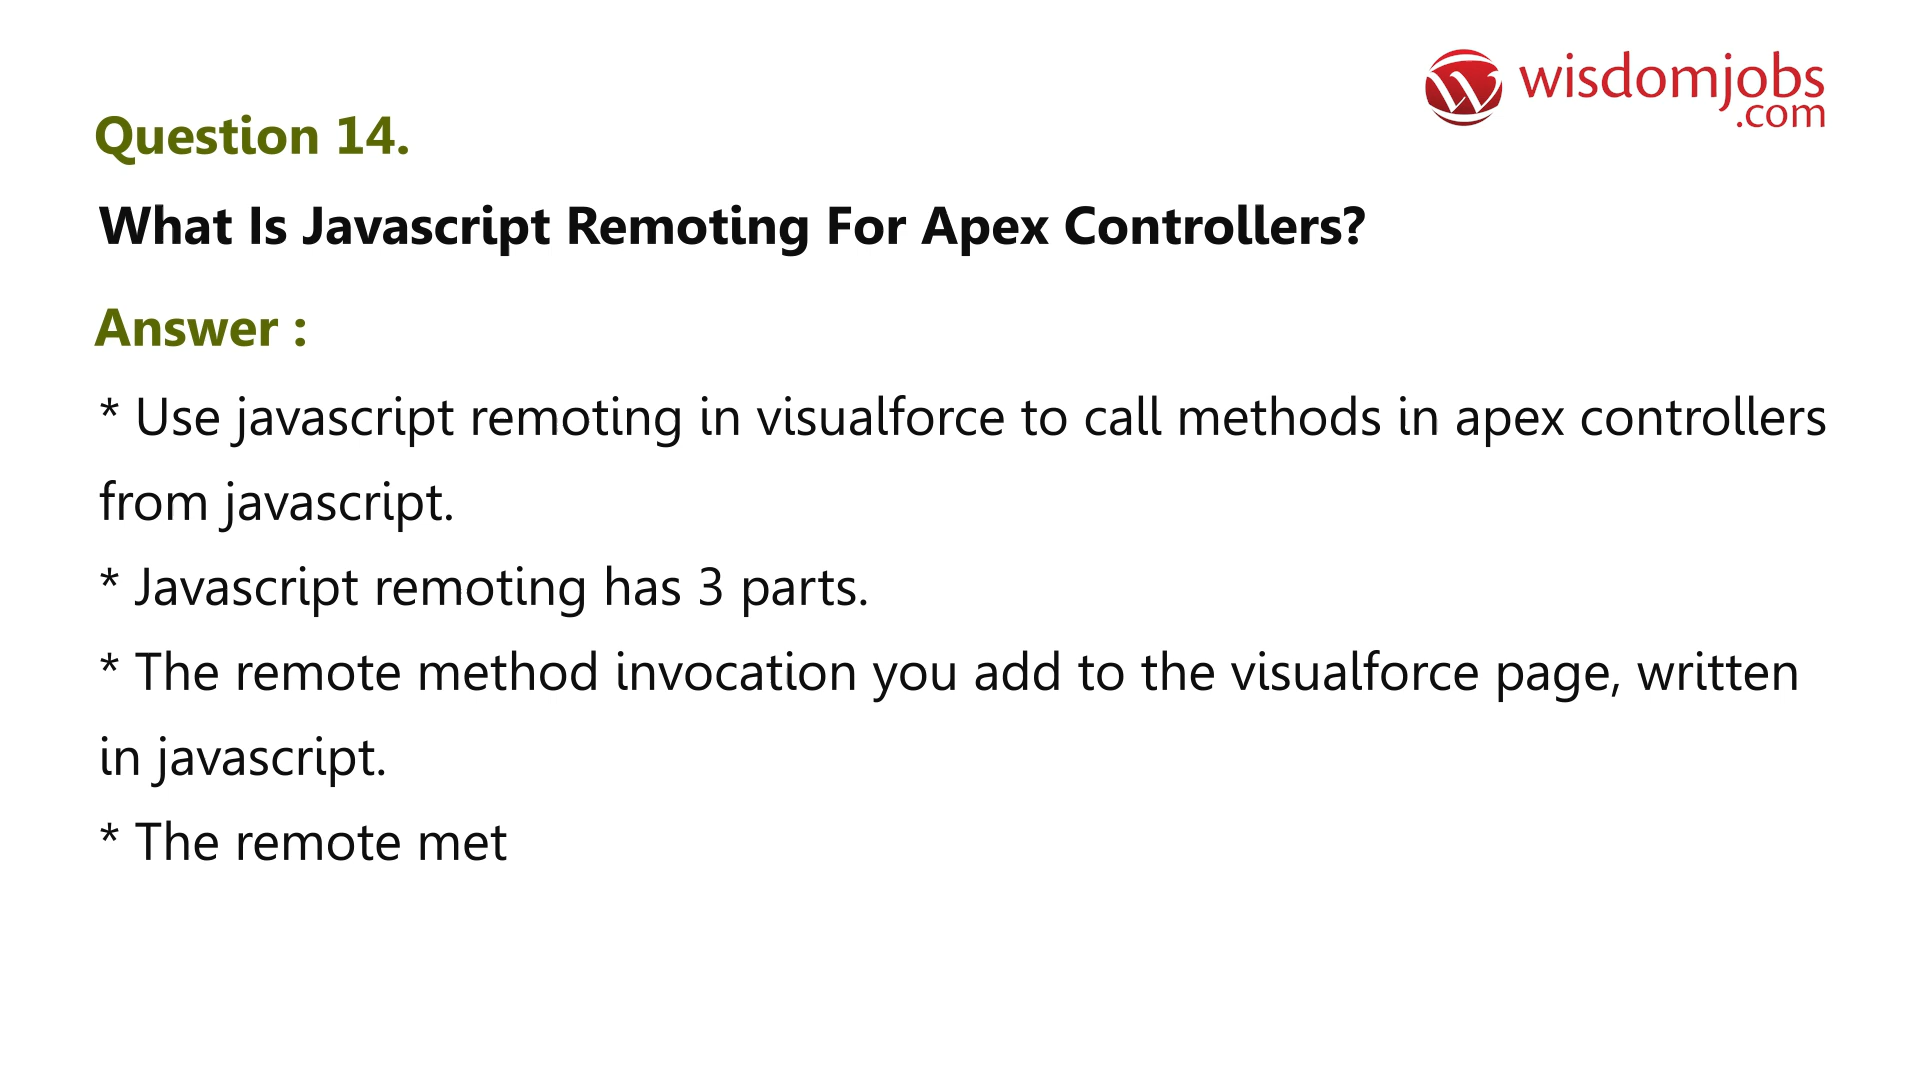 wisdomjobs
.com
Question 14.
What Is Javascript Remoting For Apex Controllers?
Answer :
* Use javascript remoting in visualforce to call methods in apex controllers
from javascript.
* Javascript remoting has 3 parts.
* The remote method invocation you add to the visualforce page, written
in javascript.
* The remote met